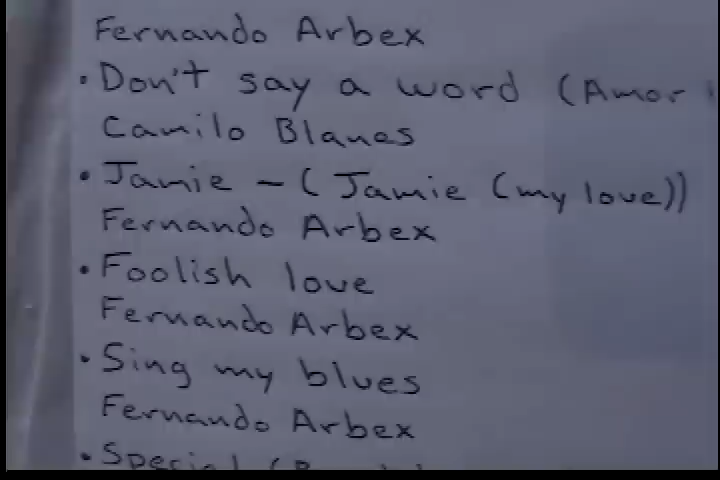 Fernando Arbex
• Don't say a word (Amor
Camilo Blanes
• Jamie - (Jamie (my love))
Fernando Arbex
• Foolish love
Fernando Arbex
• Sing my blues
Fernando Arbex
• Special